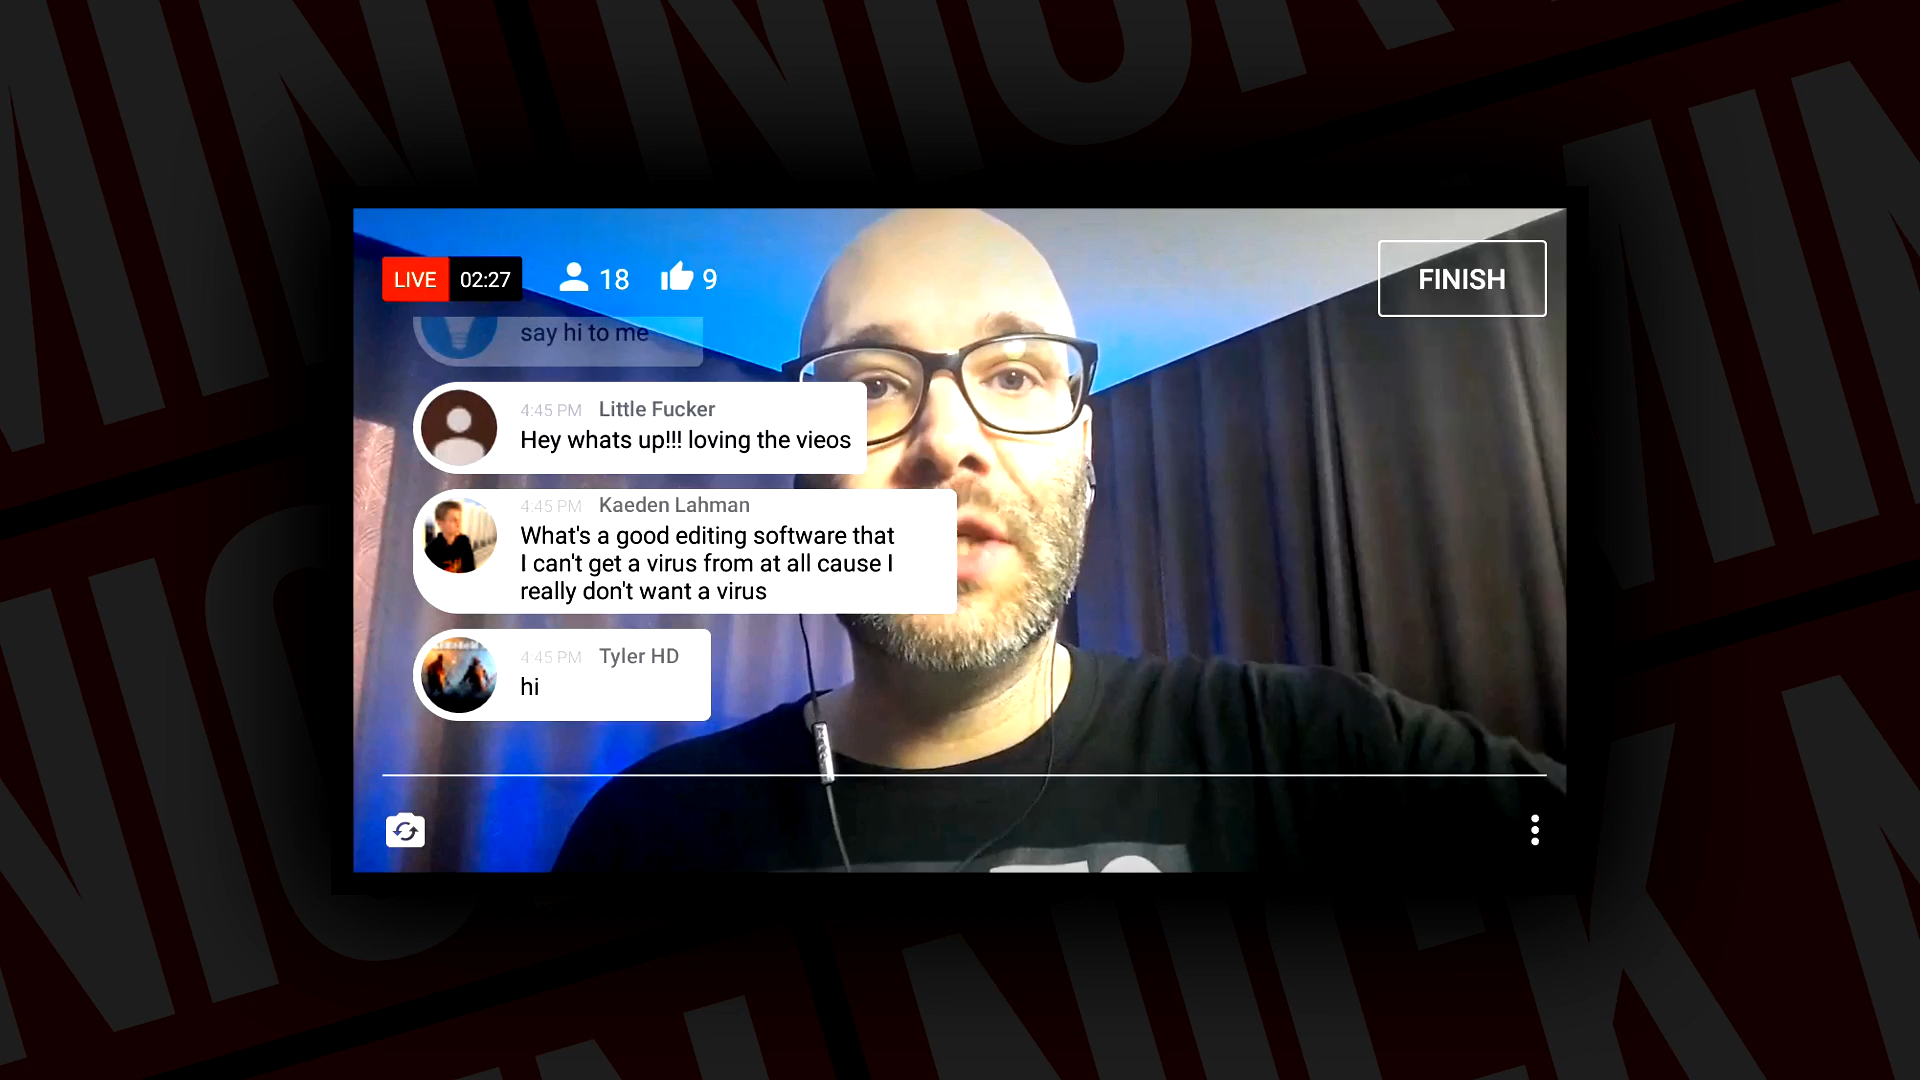 LIVE 02:27 18 9
FINISH
say hi to me
4:45 PM Little Fucker
Hey whats up!!! loving the vieos
4:45 PM Kaeden Lahman
What's a good editing software that
I can't get a virus from at all cause I
really don't want a virus
4:45 PM Tyler HD
hi
NICK